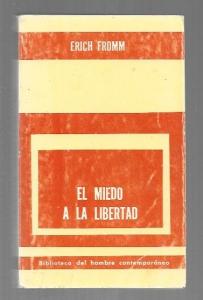 ERICH FROMM
EL MIEDO
A LA LIBERTAD
Biblioteca del hombre contemporáneo